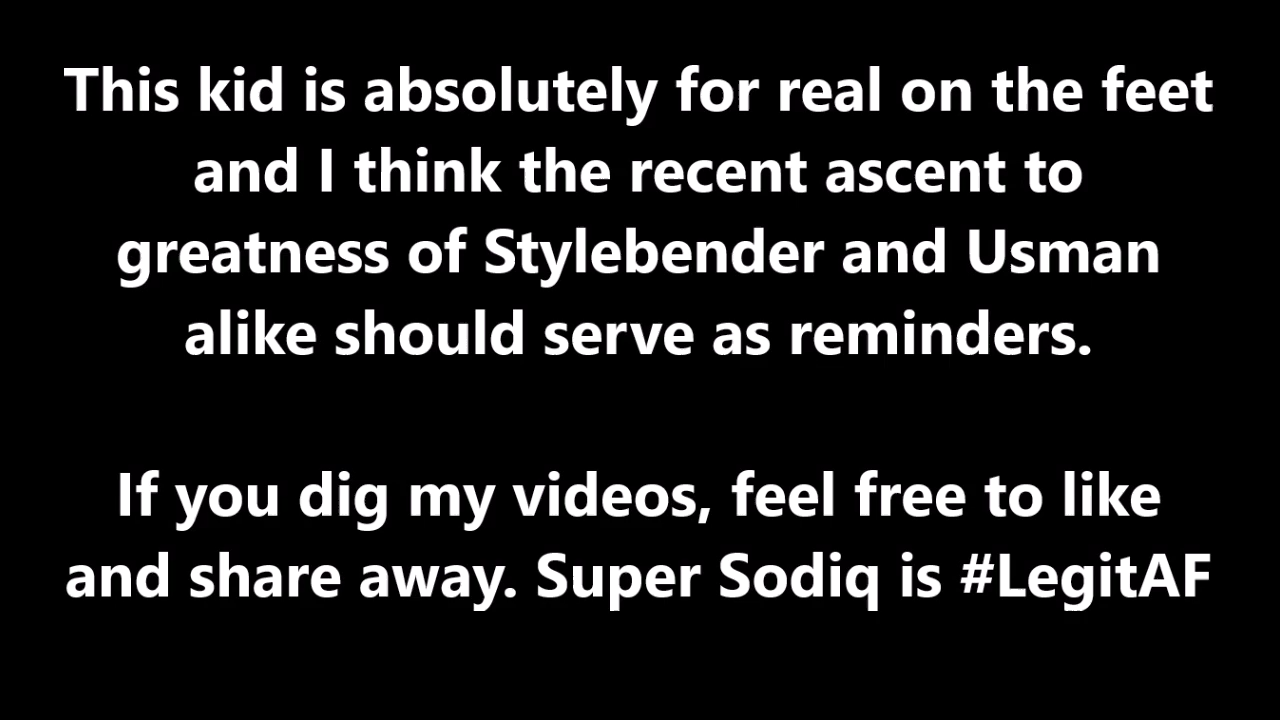 This kid is absolutely for real on the feet
and I think the recent ascent to
greatness of Stylebender and Usman
alike should serve as reminders.
If you dig my videos, feel free to like
and share away. Super Sodiq is #LegitAF